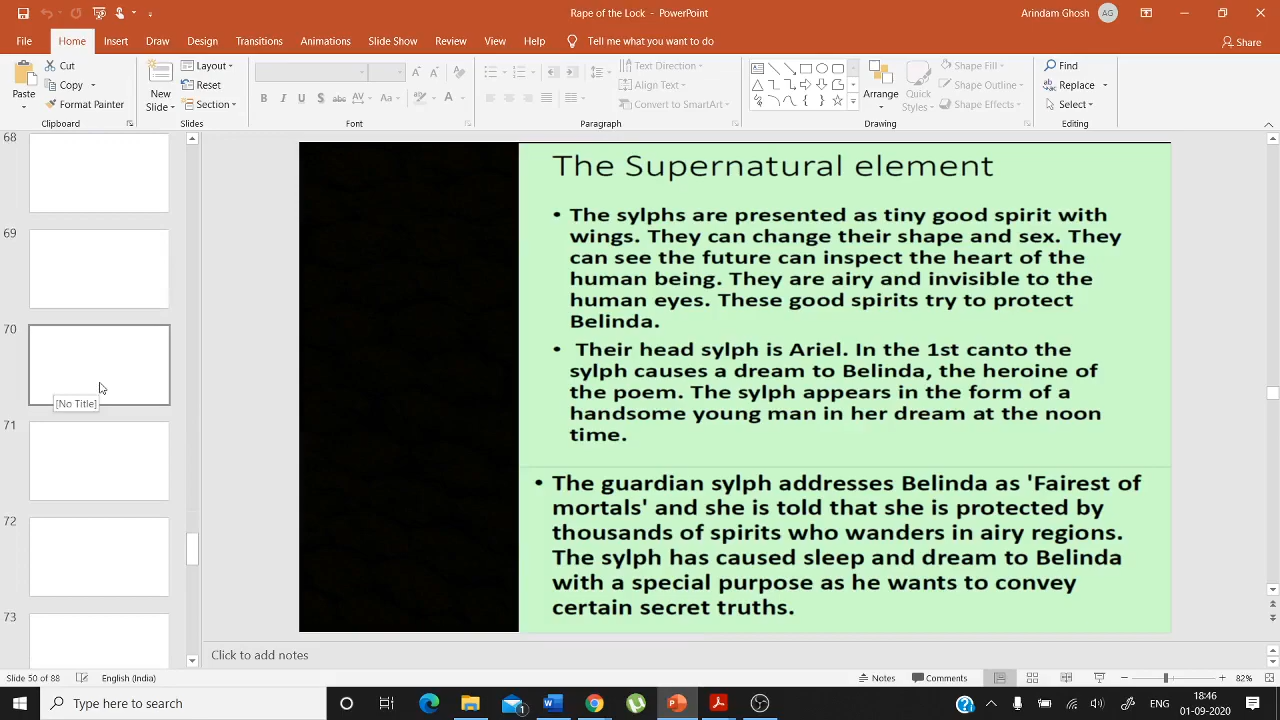 Rape of the Lock - PowerPoint
Arindam Ghosh AG
File Home Insert Draw Design Transitions Animations Slide Show Review View Help Tell me what you want to do Share
Paste
Cut
Copy
Format Painter
Clipboard
New Slide
Layout
Reset
Section
Slides
B I U S abc AV Aa A
Font
Text Direction
Align Text
Convert to SmartArt
Paragraph
Arrange
Quick Styles
Shape Fill
Shape Outline
Shape Effects
Drawing
Find
Replace
Select
Editing
68
69
70
[No Title]
71
72
73
The Supernatural element
• The sylphs are presented as tiny good spirit with
wings. They can change their shape and sex. They
can see the future can inspect the heart of the
human being. They are airy and invisible to the
human eyes. These good spirits try to protect
Belinda.
• Their head sylph is Ariel. In the 1st canto the
sylph causes a dream to Belinda, the heroine of
the poem. The sylph appears in the form of a
handsome young man in her dream at the noon
time.
• The guardian sylph addresses Belinda as 'Fairest of
mortals' and she is told that she is protected by
thousands of spirits who wanders in airy regions.
The sylph has caused sleep and dream to Belinda
with a special purpose as he wants to convey
certain secret truths.
Click to add notes
Slide 50 of 88 English (India) Notes Comments 82%
Type here to search
1
18:46
01-09-2020